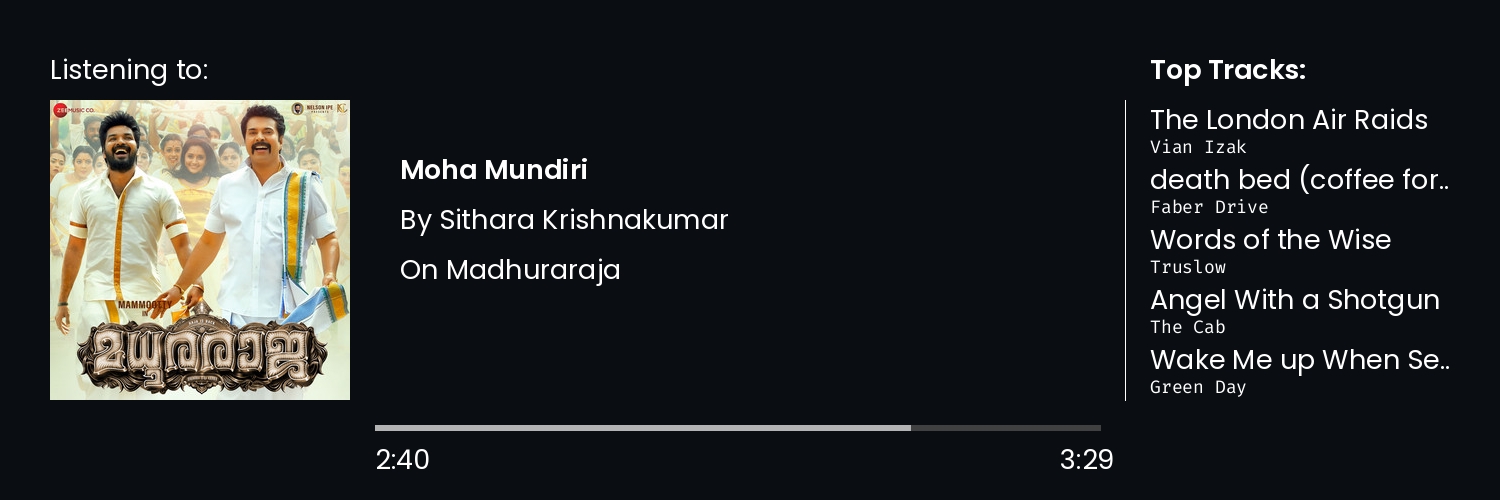 Listening to:
ZEE MUSIC CO.
NELSON IPE
PRESENTS
MAMMOOTTY
IN
മധുരരാജ
Moha Mundiri
By Sithara Krishnakumar
On Madhuraraja
2:40
3:29
Top Tracks:
The London Air Raids
Vian Izak
death bed (coffee for..
Faber Drive
Words of the Wise
Truslow
Angel With a Shotgun
The Cab
Wake Me up When Se..
Green Day